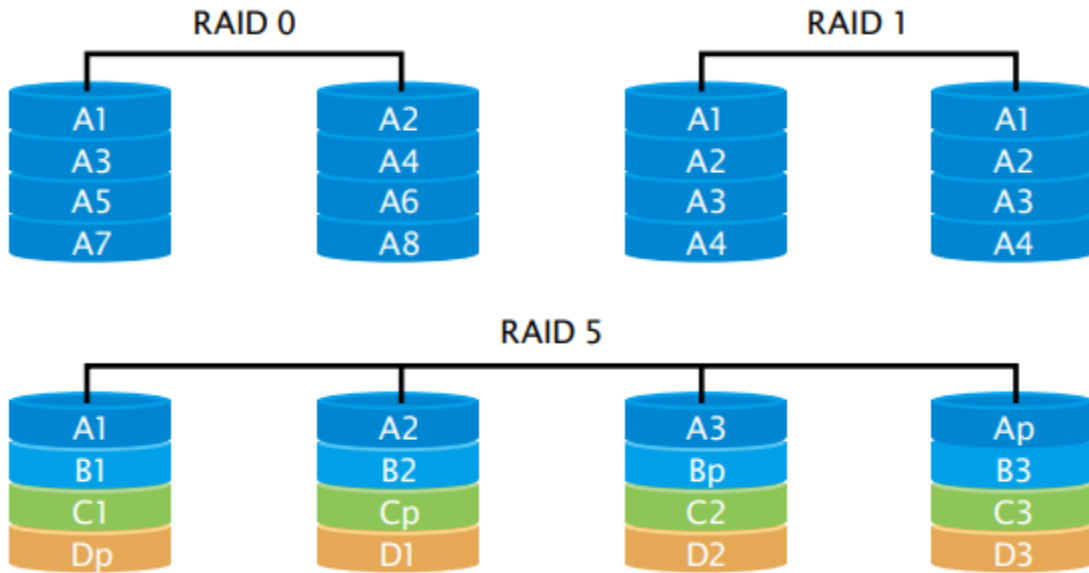 RAID 0 RAID 1
A1 A2 A1 A1
A3 A4 A2 A2
A5 A6 A3 A3
A7 A8 A4 A4
RAID 5
A1 A2 A3 Ap
B1 B2 Bp B3
C1 Cp C2 C3
Dp D1 D2 D3